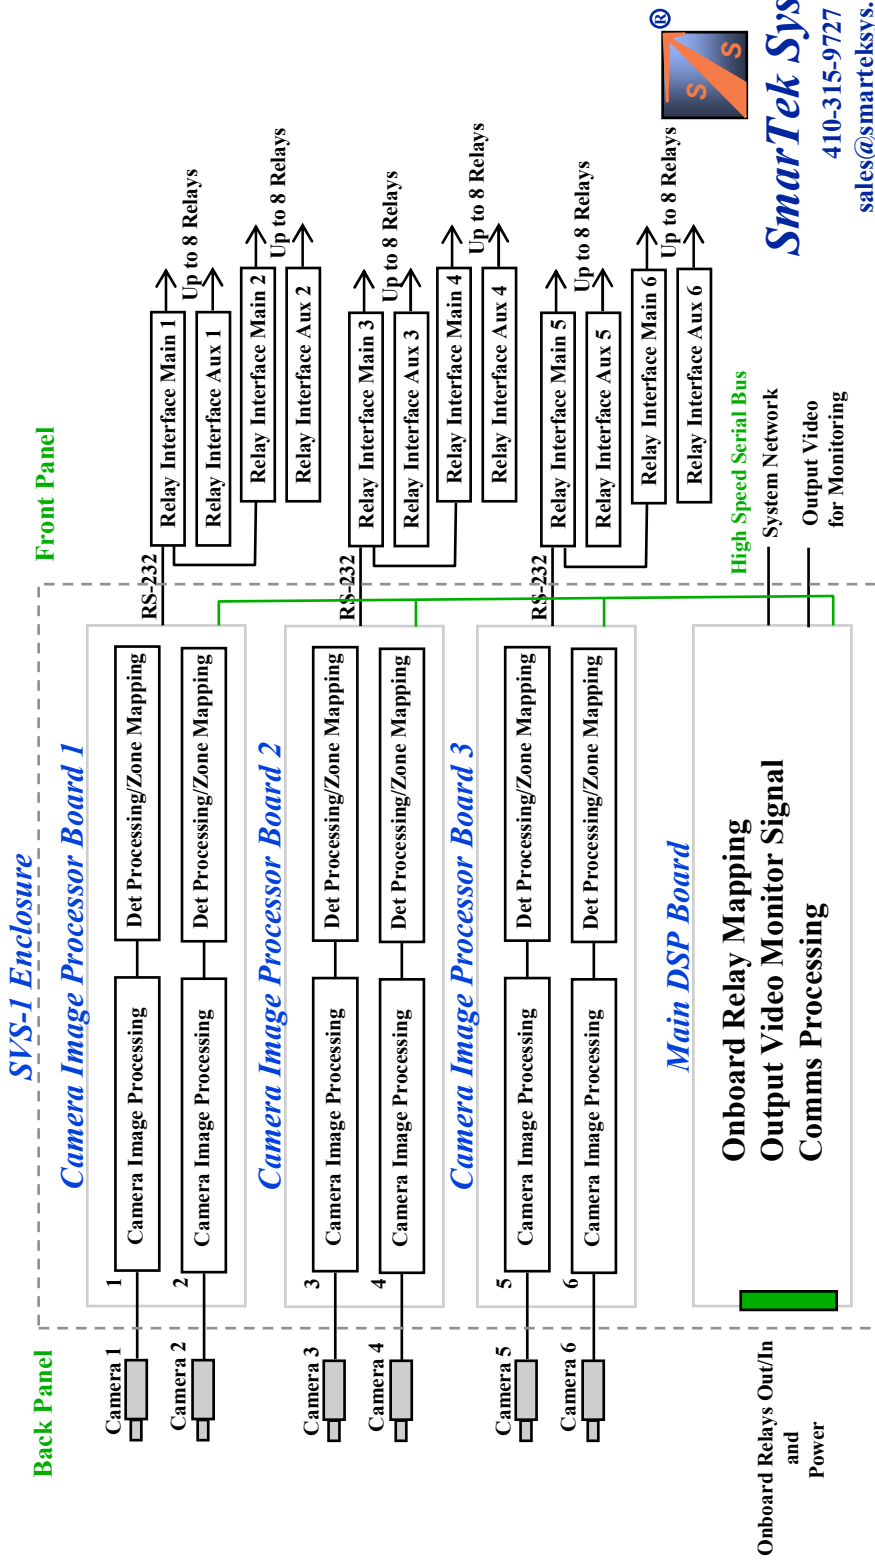 SVS-1 Enclosure
Back Panel
Front Panel
Camera Image Processor Board 1
Camera 1
1
Camera Image Processing
Det Processing/Zone Mapping
RS-232
Relay Interface Main 1
Up to 8 Relays
Relay Interface Aux 1
Camera 2
2
Camera Image Processing
Det Processing/Zone Mapping
Relay Interface Main 2
Up to 8 Relays
Relay Interface Aux 2
Camera Image Processor Board 2
Camera 3
3
Camera Image Processing
Det Processing/Zone Mapping
RS-232
Relay Interface Main 3
Up to 8 Relays
Relay Interface Aux 3
Camera 4
4
Camera Image Processing
Det Processing/Zone Mapping
Relay Interface Main 4
Up to 8 Relays
Relay Interface Aux 4
Camera Image Processor Board 3
Camera 5
5
Camera Image Processing
Det Processing/Zone Mapping
RS-232
Relay Interface Main 5
Up to 8 Relays
Relay Interface Aux 5
Camera 6
6
Camera Image Processing
Det Processing/Zone Mapping
Relay Interface Main 6
Up to 8 Relays
Relay Interface Aux 6
Main DSP Board
Onboard Relay Mapping
Output Video Monitor Signal
Comms Processing
High Speed Serial Bus
System Network
Output Video
for Monitoring
Onboard Relays Out/In
and
Power
S S
®
SmarTek Sys
410-315-9727
sales@smarteksys.